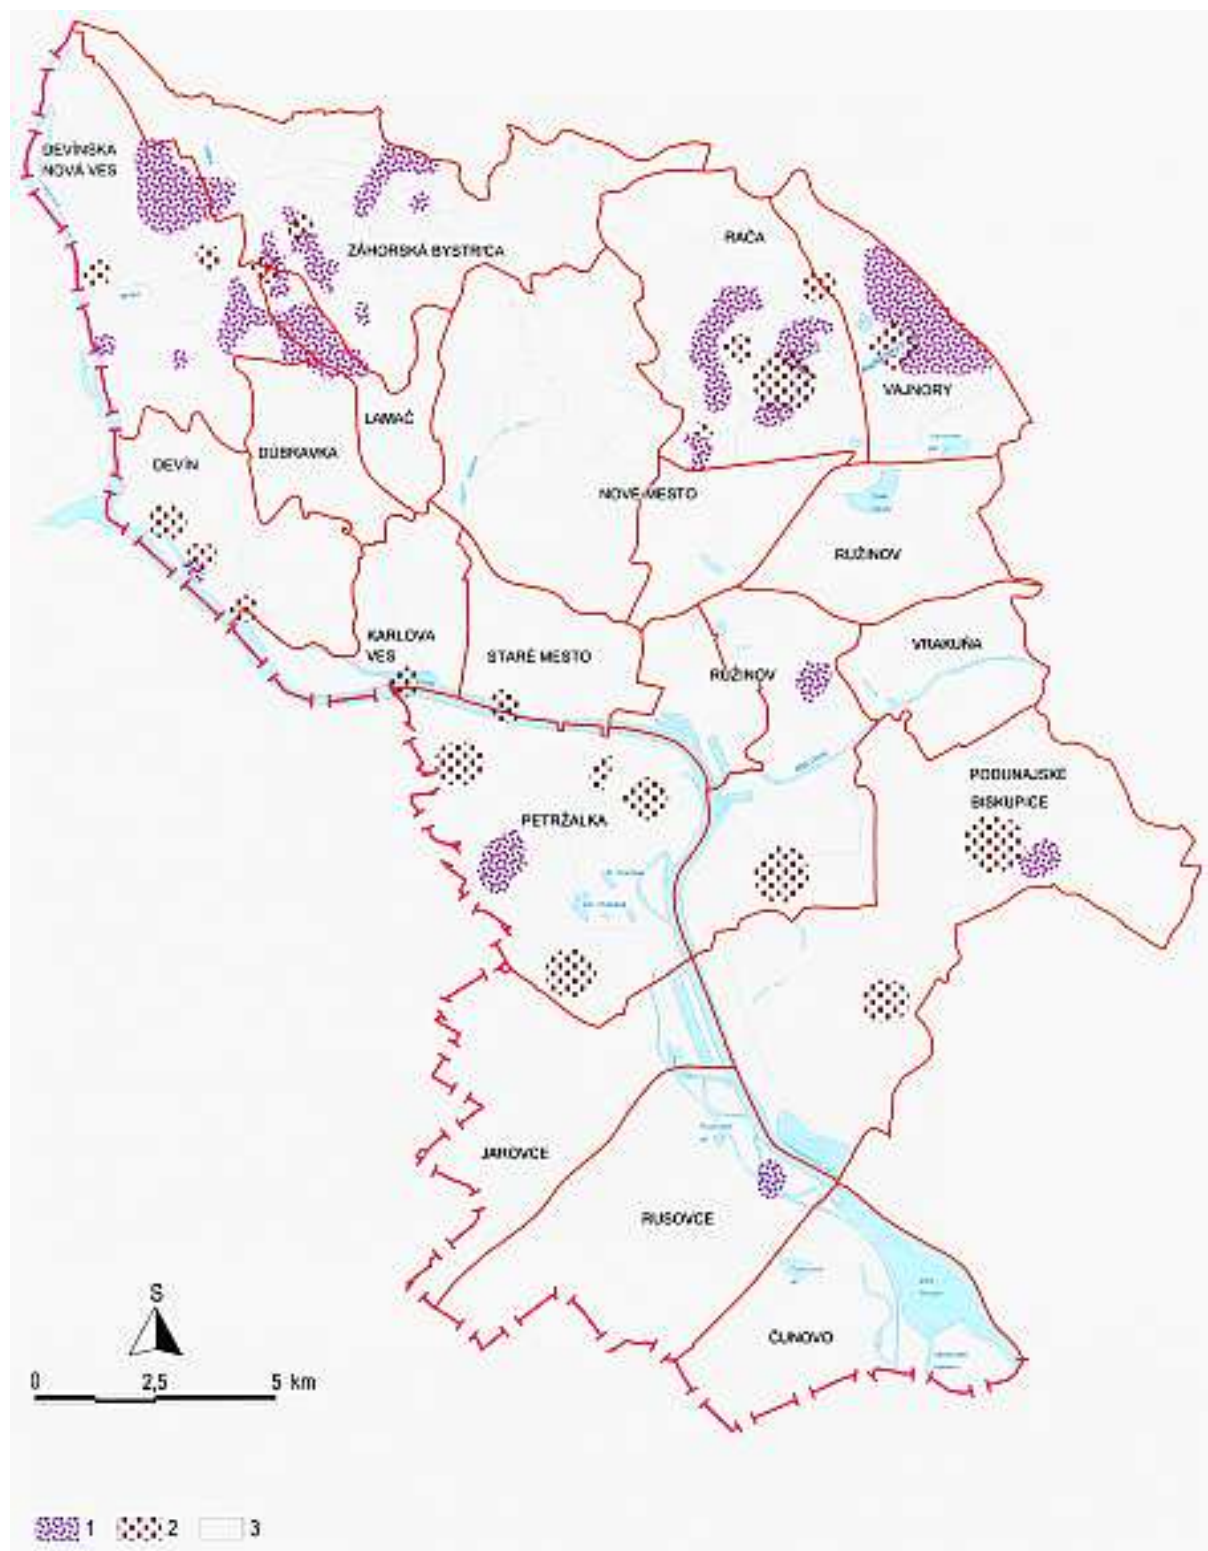 DEVÍNSKA
NOVÁ VES
ZÁHORSKÁ BYSTRICA
RAČA
VAJNORY
LAMAČ
DÚBRAVKA
DEVÍN
NOVÉ MESTO
RUŽINOV
KARLOVA
VES
STARÉ MESTO
RUŽINOV
VRAKUŇA
PODUNAJSKÉ
BISKUPICE
PETRŽALKA
JAROVCE
RUSOVCE
ČUNOVO
S
0 2,5 5 km
1 2 3